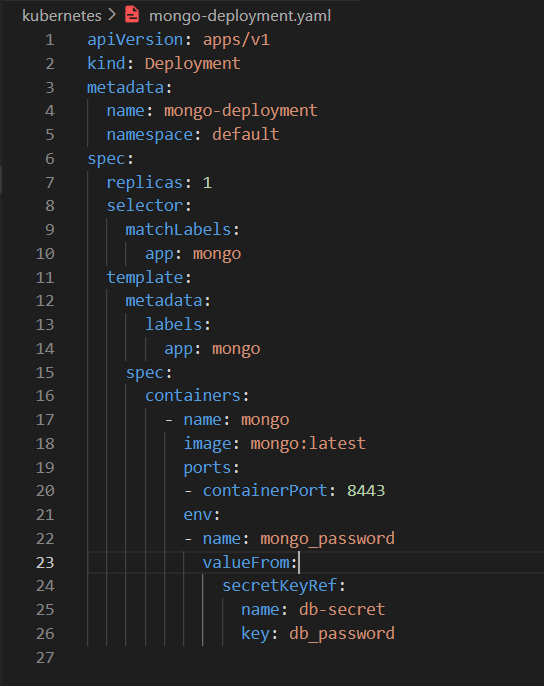 kubernetes > mongo-deployment.yaml
1 apiVersion: apps/v1
2 kind: Deployment
3 metadata:
4   name: mongo-deployment
5   namespace: default
6 spec:
7   replicas: 1
8   selector:
9     matchLabels:
10       app: mongo
11   template:
12     metadata:
13       labels:
14         app: mongo
15     spec:
16       containers:
17         - name: mongo
18           image: mongo:latest
19           ports:
20           - containerPort: 8443
21           env:
22           - name: mongo_password
23             valueFrom:
24               secretKeyRef:
25                 name: db-secret
26                 key: db_password
27